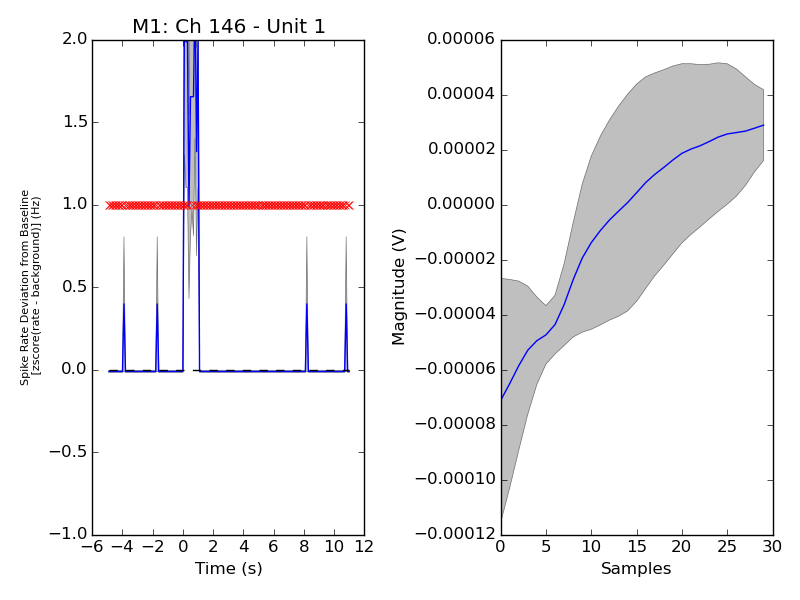 M1: Ch 146 - Unit 1
2.0
1.5
1.0
0.5
0.0
−0.5
−1.0
−6 −4 −2 0 2 4 6 8 10 12
Time (s)
Spike Rate Deviation from Baseline
[zscore(rate - background)] (Hz)
0.00006
0.00004
0.00002
0.00000
−0.00002
−0.00004
−0.00006
−0.00008
−0.00010
−0.00012
0 5 10 15 20 25 30
Samples
Magnitude (V)